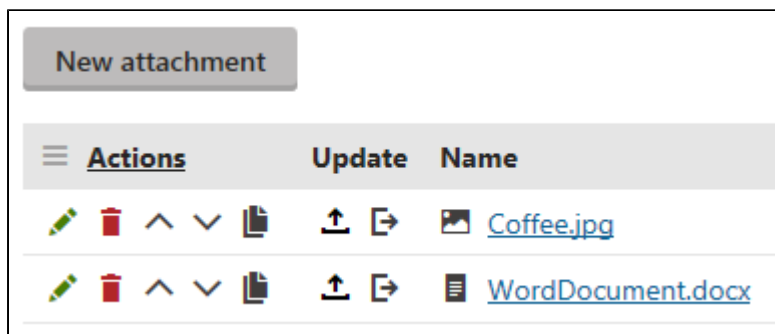 New attachment
Actions Update Name
Coffee.jpg
WordDocument.docx